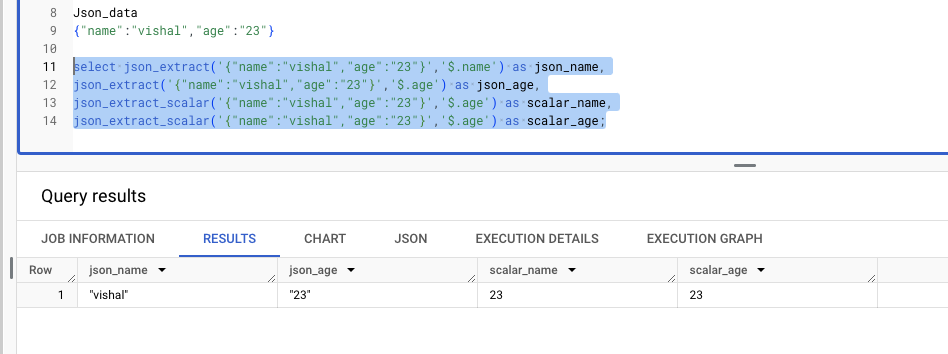 8 Json_data
9 {"name":"vishal","age":"23"}
10
11 select json_extract('{"name":"vishal","age":"23"}','$.name') as json_name,
12 json_extract('{"name":"vishal","age":"23"}','$.age') as json_age,
13 json_extract_scalar('{"name":"vishal","age":"23"}','$.age') as scalar_name,
14 json_extract_scalar('{"name":"vishal","age":"23"}','$.age') as scalar_age;
Query results
JOB INFORMATION RESULTS CHART JSON EXECUTION DETAILS EXECUTION GRAPH
Row json_name json_age scalar_name scalar_age
1 "vishal" "23" 23 23